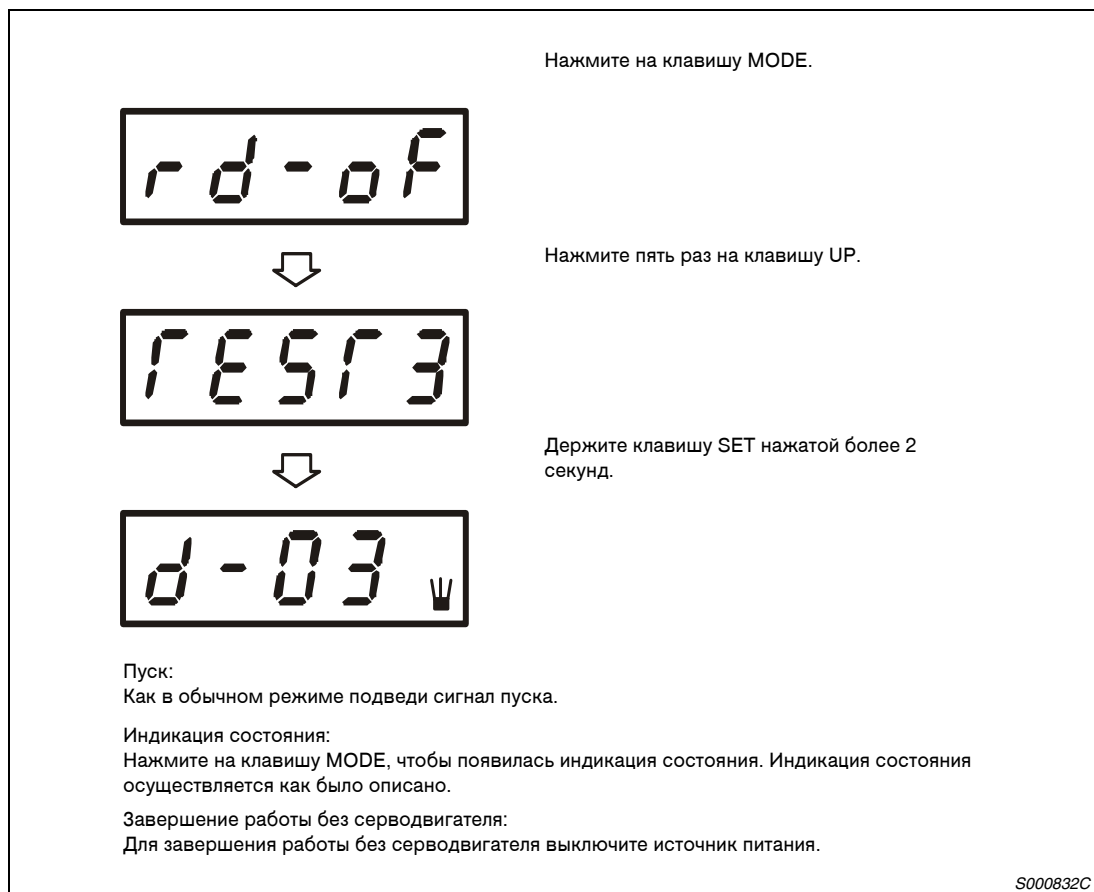 Нажмите на клавишу MODE.
rd-oF
Нажмите пять раз на клавишу UP.
TEST3
Держите клавишу SET нажатой более 2
секунд.
d-03
Пуск:
Как в обычном режиме подведи сигнал пуска.
Индикация состояния:
Нажмите на клавишу MODE, чтобы появилась индикация состояния. Индикация состояния
осуществляется как было описано.
Завершение работы без серводвигателя:
Для завершения работы без серводвигателя выключите источник питания.
S000832C